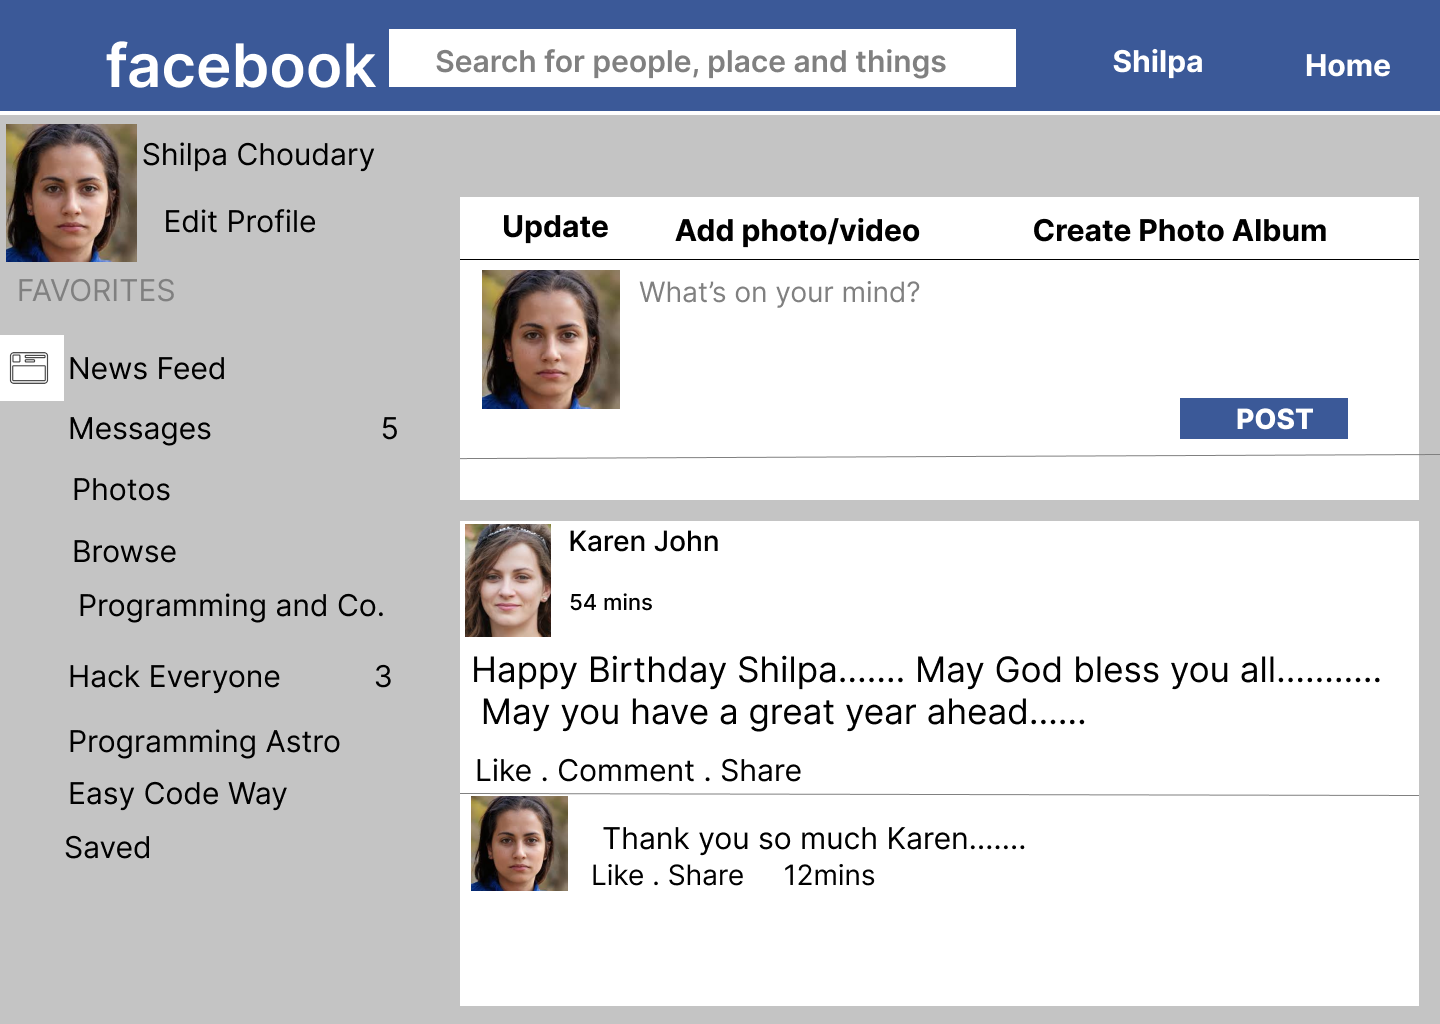 facebook
Search for people, place and things
Shilpa
Home
Shilpa Choudary
Edit Profile
FAVORITES
News Feed
Messages 5
Photos
Browse
Programming and Co.
Hack Everyone 3
Programming Astro
Easy Code Way
Saved
Update Add photo/video Create Photo Album
What’s on your mind?
POST
Karen John
54 mins
Happy Birthday Shilpa....... May God bless you all...........
May you have a great year ahead......
Like . Comment . Share
Thank you so much Karen.......
Like . Share 12mins